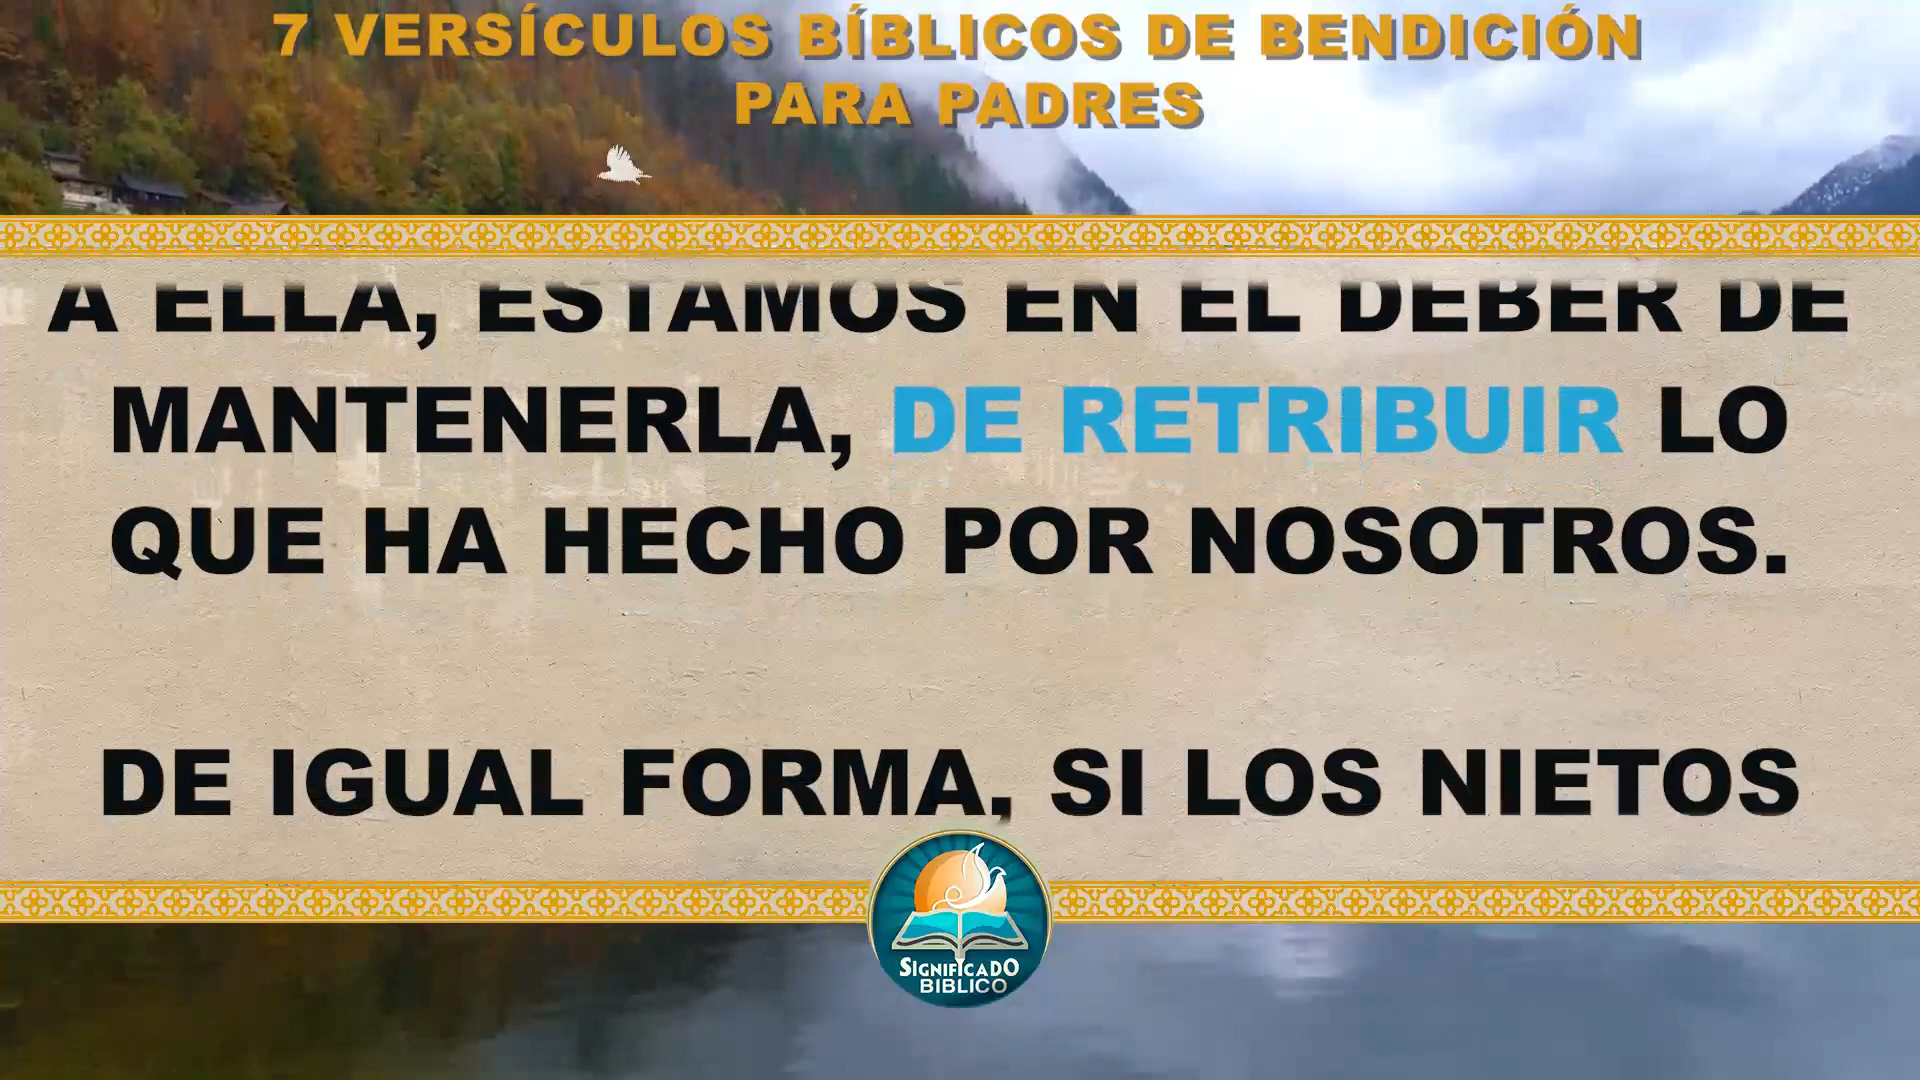 7 VERSÍCULOS BÍBLICOS DE BENDICIÓN
PARA PADRES
A ELLA, ESTAMOS EN EL DEBER DE
MANTENERLA, DE RETRIBUIR LO
QUE HA HECHO POR NOSOTROS.
DE IGUAL FORMA, SI LOS NIETOS
SIGNIFICADO
BIBLICO